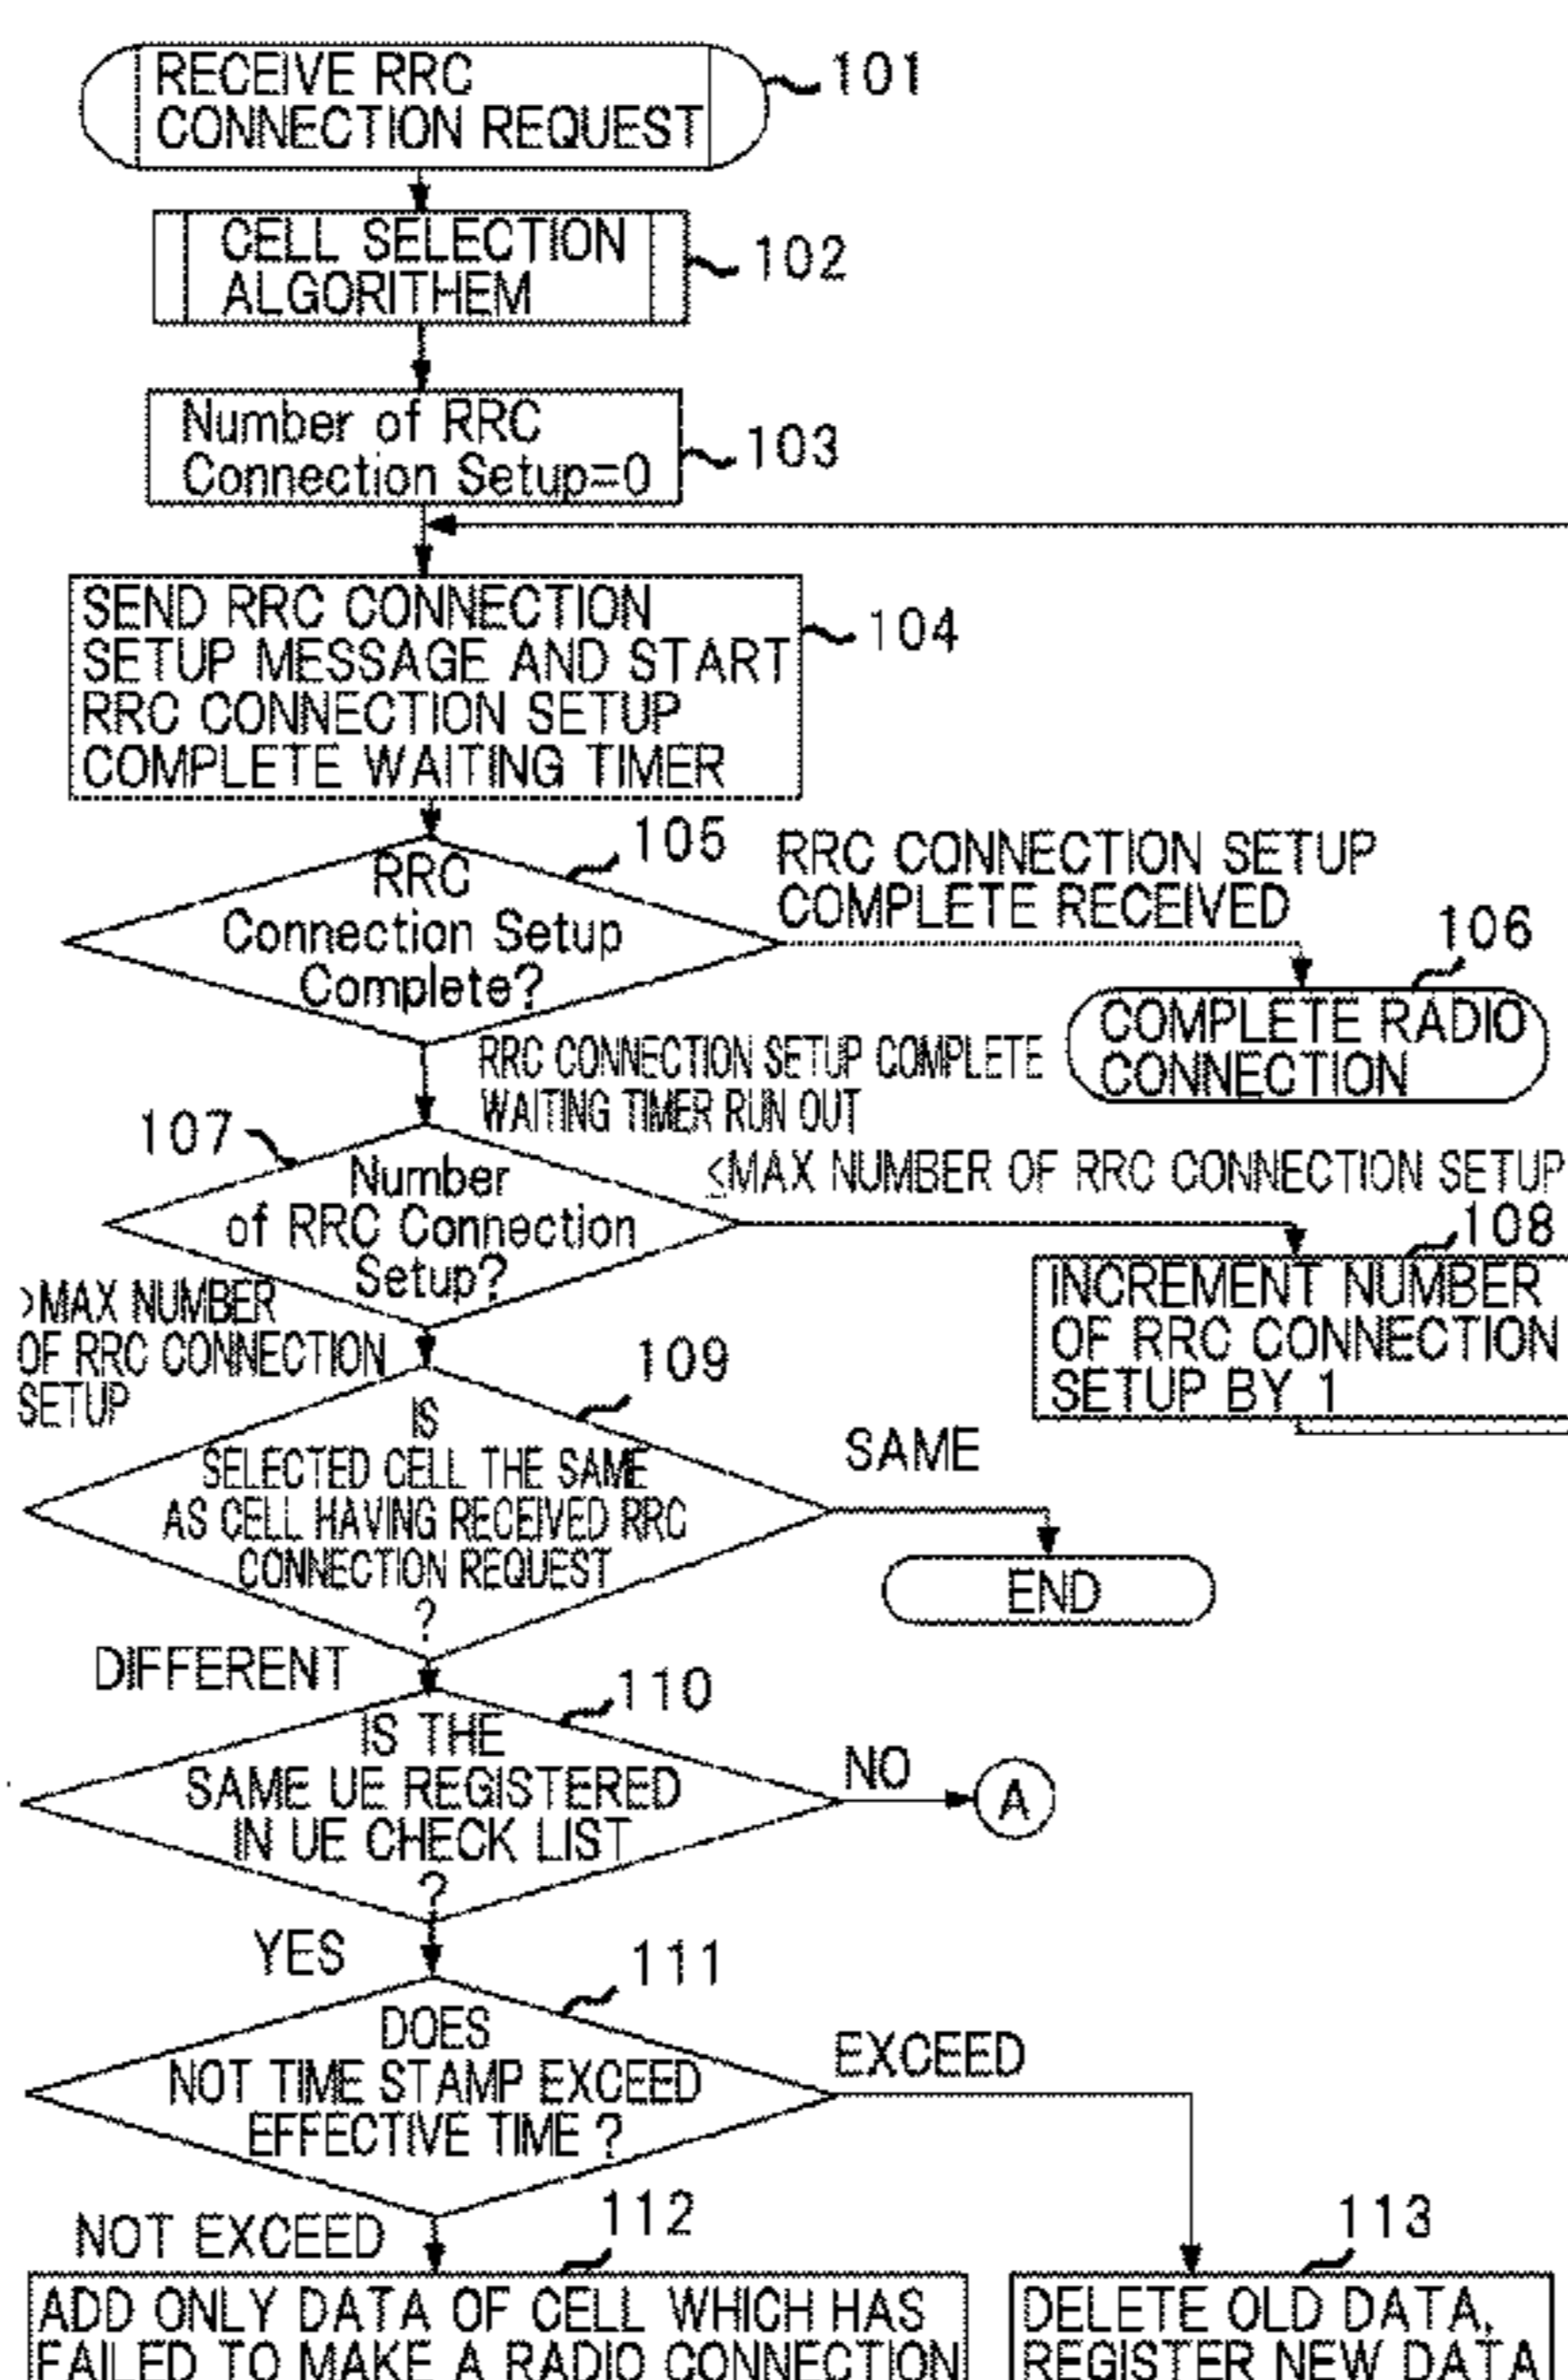 RECEIVE RRC
CONNECTION REQUEST
101
CELL SELECTION
ALGORITHEM
102
Number of RRC
Connection Setup=0
103
SEND RRC CONNECTION
SETUP MESSAGE AND START
RRC CONNECTION SETUP
COMPLETE WAITING TIMER
104
RRC
Connection Setup
Complete?
105
RRC CONNECTION SETUP
COMPLETE RECEIVED
106
COMPLETE RADIO
CONNECTION
RRC CONNECTION SETUP COMPLETE
WAITING TIMER RUN OUT
107
Number
of RRC Connection
Setup?
≤MAX NUMBER OF RRC CONNECTION SETUP
108
INCREMENT NUMBER
OF RRC CONNECTION
SETUP BY 1
>MAX NUMBER
OF RRC CONNECTION
SETUP
109
IS
SELECTED CELL THE SAME
AS CELL HAVING RECEIVED RRC
CONNECTION REQUEST
?
SAME
END
DIFFERENT
110
IS THE
SAME UE REGISTERED
IN UE CHECK LIST
?
NO
A
YES
111
DOES
NOT TIME STAMP EXCEED
EFFECTIVE TIME ?
EXCEED
NOT EXCEED
112
ADD ONLY DATA OF CELL WHICH HAS
FAILED TO MAKE A RADIO CONNECTION
113
DELETE OLD DATA,
REGISTER NEW DATA